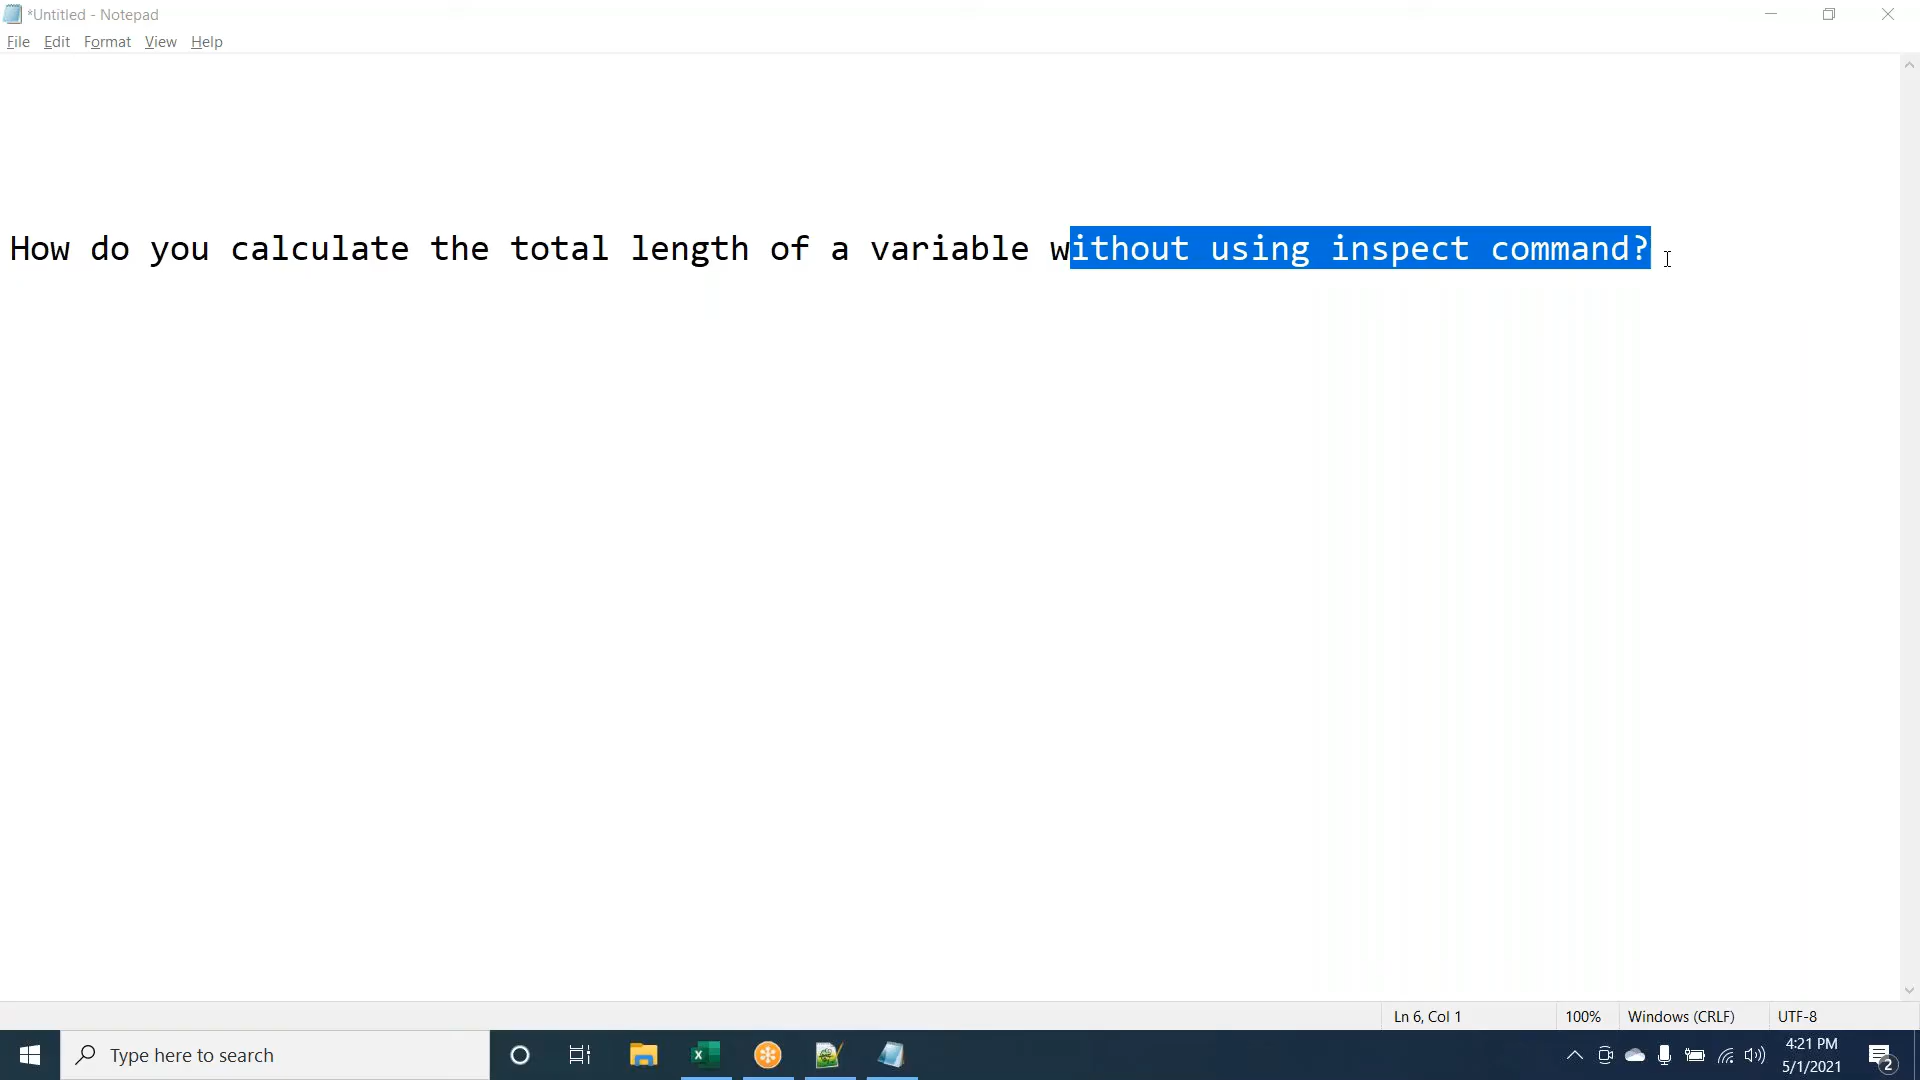 *Untitled - Notepad
File Edit Format View Help
How do you calculate the total length of a variable without using inspect command?
Ln 6, Col 1 100% Windows (CRLF) UTF-8
Type here to search
4:21 PM
5/1/2021
2